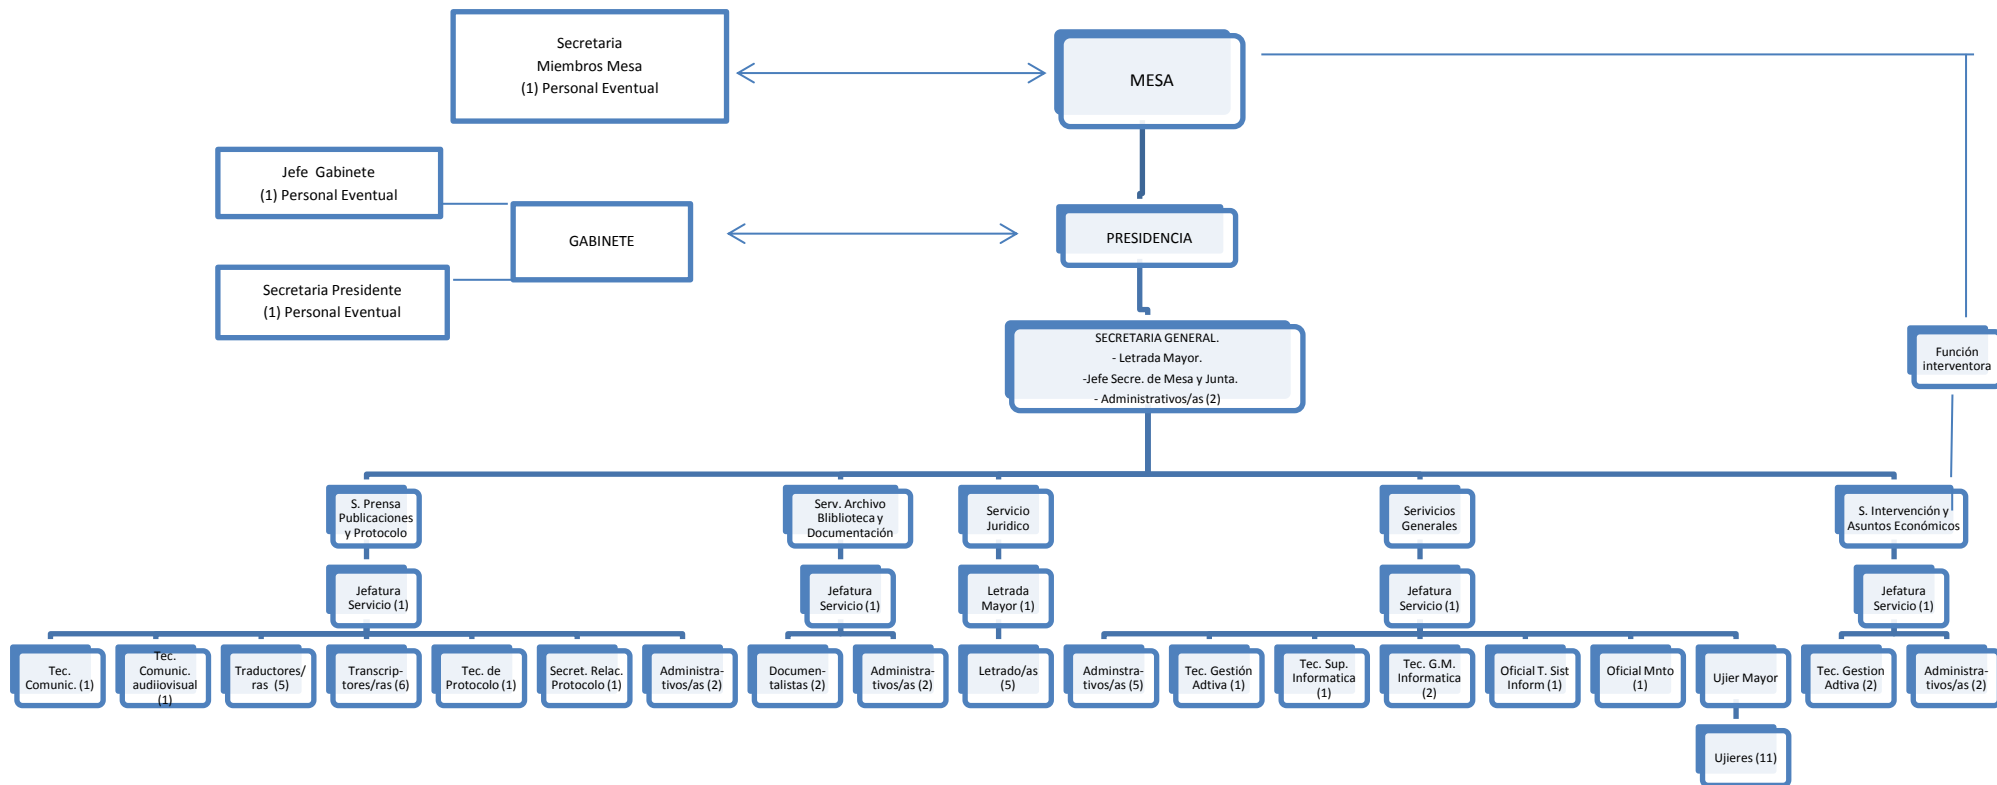 Secretaria
Miembros Mesa
(1) Personal Eventual
MESA
Jefe  Gabinete
(1) Personal Eventual
GABINETE
PRESIDENCIA
Secretaria Presidente
(1) Personal Eventual
SECRETARIA GENERAL.
- Letrada Mayor.
-Jefe Secre. de Mesa y Junta.
- Administrativos/as (2)
Función
interventora
S. Prensa
Publicaciones
y Protocolo
Serv. Archivo
Bliblioteca y
Documentación
Servicio
Juridico
Serivicios
Generales
S. Intervención y
Asuntos Económicos
Jefatura
Servicio (1)
Jefatura
Servicio (1)
Letrada
Mayor (1)
Jefatura
Servicio (1)
Jefatura
Servicio (1)
Tec.
Comunic. (1)
Tec.
Comunic.
audiiovisual
(1)
Traductores/
ras (5)
Transcrip-
tores/ras (6)
Tec. de
Protocolo (1)
Secret. Relac.
Protocolo (1)
Administra-
tivos/as (2)
Documen-
talistas (2)
Administra-
tivos/as (2)
Letrado/as
(5)
Adminstra-
tivos/as (5)
Tec. Gestión
Adtiva (1)
Tec. Sup.
Informatica
(1)
Tec. G.M.
Informatica
(2)
Oficial T. Sist
Inform (1)
Oficial Mnto
(1)
Ujier Mayor
Tec. Gestion
Adtiva (2)
Administra-
tivos/as (2)
Ujieres (11)